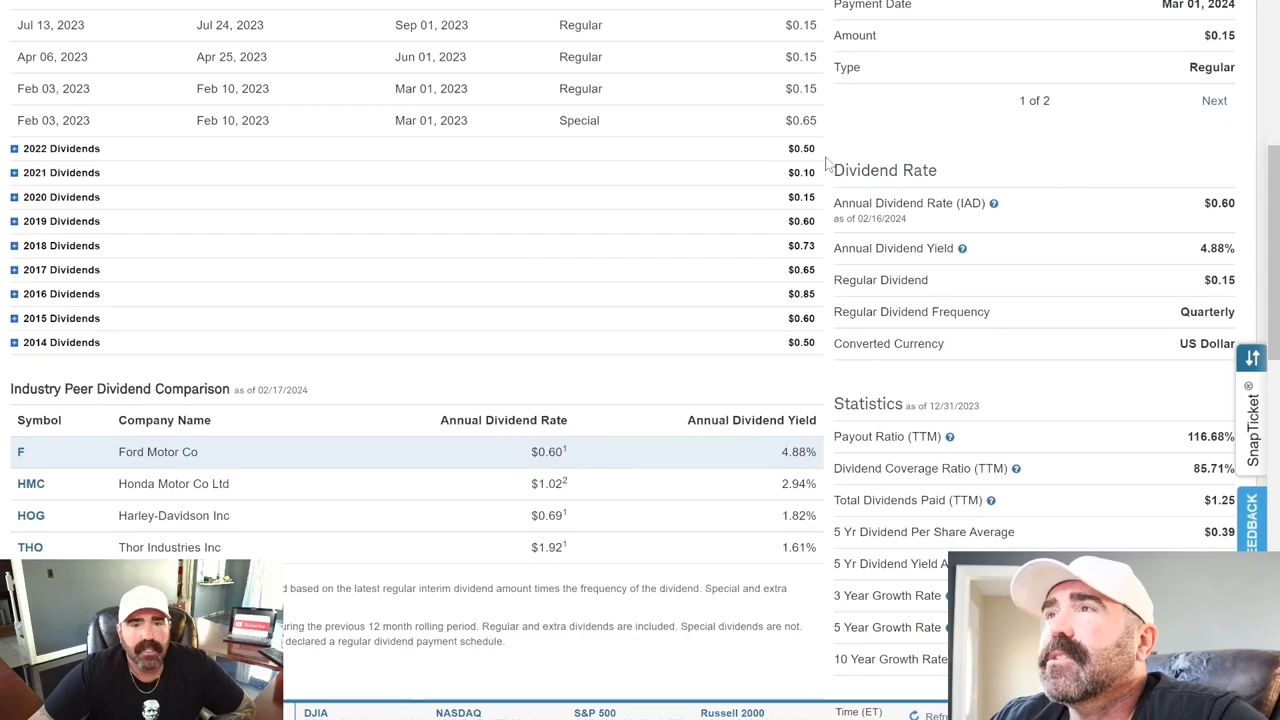 Payment Date Mar 01, 2024
Jul 13, 2023 Jul 24, 2023 Sep 01, 2023 Regular $0.15
Amount $0.15
Apr 06, 2023 Apr 25, 2023 Jun 01, 2023 Regular $0.15
Type Regular
Feb 03, 2023 Feb 10, 2023 Mar 01, 2023 Regular $0.15
1 of 2 Next
Feb 03, 2023 Feb 10, 2023 Mar 01, 2023 Special $0.65
2022 Dividends $0.50
2021 Dividends $0.10
2020 Dividends $0.15
2019 Dividends $0.60
2018 Dividends $0.73
2017 Dividends $0.65
2016 Dividends $0.85
2015 Dividends $0.60
2014 Dividends $0.50
Dividend Rate
Annual Dividend Rate (IAD) $0.60
as of 02/16/2024
Annual Dividend Yield 4.88%
Regular Dividend $0.15
Regular Dividend Frequency Quarterly
Converted Currency US Dollar
Industry Peer Dividend Comparison as of 02/17/2024
Symbol Company Name Annual Dividend Rate Annual Dividend Yield
F Ford Motor Co $0.60¹ 4.88%
HMC Honda Motor Co Ltd $1.02² 2.94%
HOG Harley-Davidson Inc $0.69¹ 1.82%
THO Thor Industries Inc $1.92¹ 1.61%
based on the latest regular interim dividend amount times the frequency of the dividend. Special and extra
during the previous 12 month rolling period. Regular and extra dividends are included. Special dividends are not.
declared a regular dividend payment schedule.
Statistics as of 12/31/2023
Payout Ratio (TTM) 116.68%
Dividend Coverage Ratio (TTM) 85.71%
Total Dividends Paid (TTM) $1.25
5 Yr Dividend Per Share Average $0.39
5 Yr Dividend Yield A
3 Year Growth Rate
5 Year Growth Rate
10 Year Growth Rate
SnapTicket ®
FEEDBACK
Subscribe
DJIA NASDAQ S&P 500 Russell 2000 Time (ET) Refre